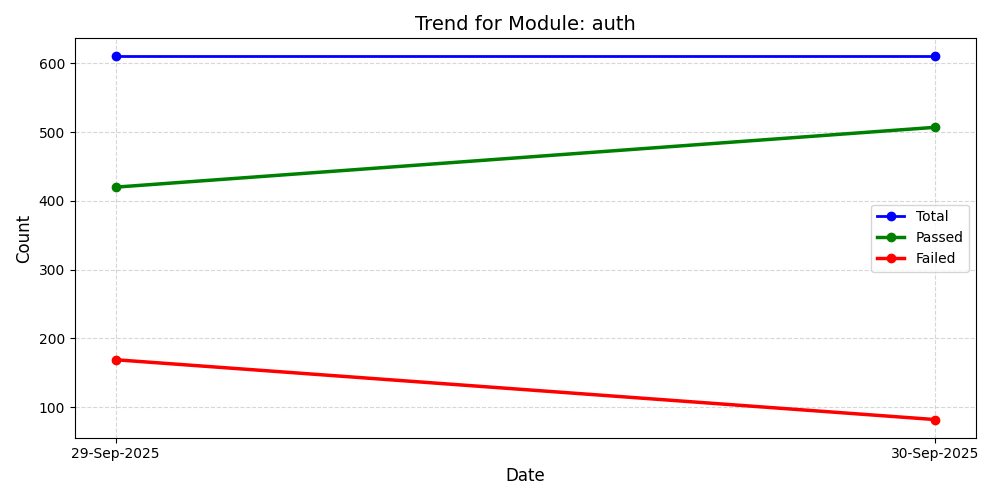 Trend for Module: auth
600
500
400
300
200
100
Count
Total
Passed
Failed
29-Sep-2025
30-Sep-2025
Date